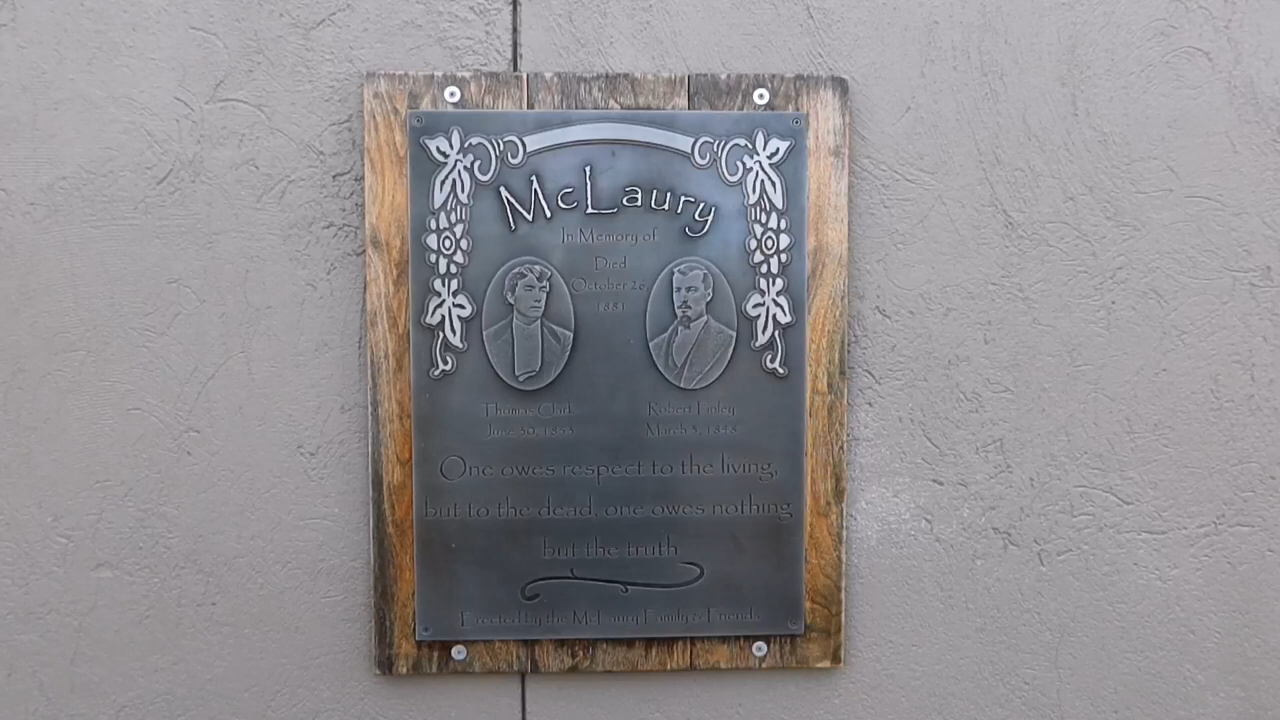 McLaury
In Memory of
Died
October 26,
1881
Thomas Clark
June 30, 1853
Robert Finley
March 3, 1848
One owes respect to the living,
but to the dead, one owes nothing
but the truth
Erected by the McLaury Family & Friends